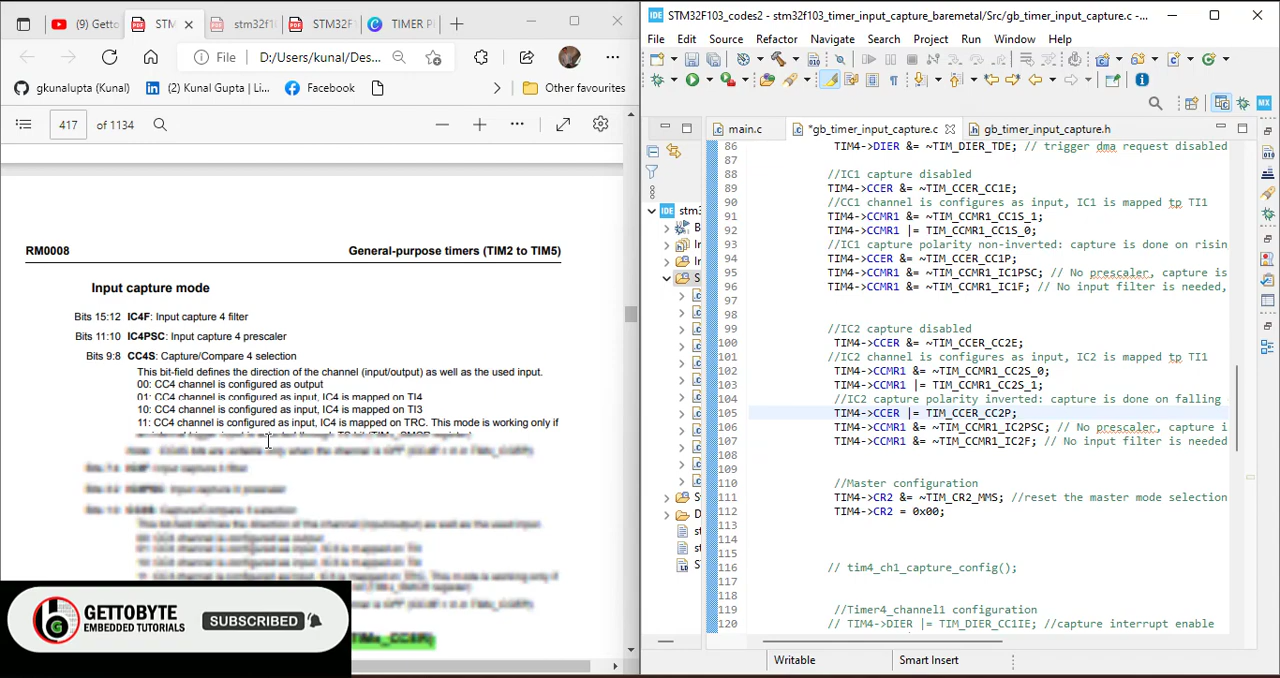 (9) Getto
STM
stm32f10
STM32F
TIMER P
File
D:/Users/kunal/Des...
gkunalupta (Kunal)
(2) Kunal Gupta | Li...
Facebook
Other favourites
417 of 1134
RM0008 General-purpose timers (TIM2 to TIM5)
Input capture mode
Bits 15:12 IC4F: Input capture 4 filter
Bits 11:10 IC4PSC: Input capture 4 prescaler
Bits 9:8 CC4S: Capture/Compare 4 selection
This bit-field defines the direction of the channel (input/output) as well as the used input.
00: CC4 channel is configured as output
01: CC4 channel is configured as input, IC4 is mapped on TI4
10: CC4 channel is configured as input, IC4 is mapped on TI3
11: CC4 channel is configured as input, IC4 is mapped on TRC. This mode is working only if
GETTOBYTE
EMBEDDED TUTORIALS
SUBSCRIBED
IDE STM32F103_codes2 - stm32f103_timer_input_capture_baremetal/Src/gb_timer_input_capture.c -...
File Edit Source Refactor Navigate Search Project Run Window Help
main.c
*gb_timer_input_capture.c
gb_timer_input_capture.h
IDE stm
86 TIM4->DIER &= ~TIM_DIER_TDE; // trigger dma request disabled
87
88 //IC1 capture disabled
89 TIM4->CCER &= ~TIM_CCER_CC1E;
90 //CC1 channel is configures as input, IC1 is mapped tp TI1
91 TIM4->CCMR1 &= ~TIM_CCMR1_CC1S_1;
92 TIM4->CCMR1 |= TIM_CCMR1_CC1S_0;
93 //IC1 capture polarity non-inverted: capture is done on risin
94 TIM4->CCER &= ~TIM_CCER_CC1P;
95 TIM4->CCMR1 &= ~TIM_CCMR1_IC1PSC; // No prescaler, capture is
96 TIM4->CCMR1 &= ~TIM_CCMR1_IC1F; // No input filter is needed,
97
98
99 //IC2 capture disabled
100 TIM4->CCER &= ~TIM_CCER_CC2E;
101 //IC2 channel is configures as input, IC2 is mapped tp TI1
102 TIM4->CCMR1 &= ~TIM_CCMR1_CC2S_0;
103 TIM4->CCMR1 |= TIM_CCMR1_CC2S_1;
104 //IC2 capture polarity inverted: capture is done on falling
105 TIM4->CCER |= TIM_CCER_CC2P;
106 TIM4->CCMR1 &= ~TIM_CCMR1_IC2PSC; // No prescaler, capture i
107 TIM4->CCMR1 &= ~TIM_CCMR1_IC2F; // No input filter is needed
108
109
110 //Master configuration
111 TIM4->CR2 &= ~TIM_CR2_MMS; //reset the master mode selection
112 TIM4->CR2 = 0x00;
113
114
115
116 // tim4_ch1_capture_config();
117
118
119 //Timer4_channel1 configuration
120 // TIM4->DIER |= TIM_DIER_CC1IE; //capture interrupt enable
Writable
Smart Insert